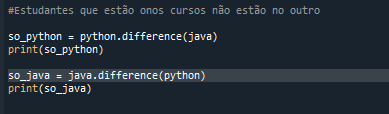 #Estudantes que estão onos cursos não estão no outro
so_python = python.difference(java)
print(so_python)
so_java = java.difference(python)
print(so_java)